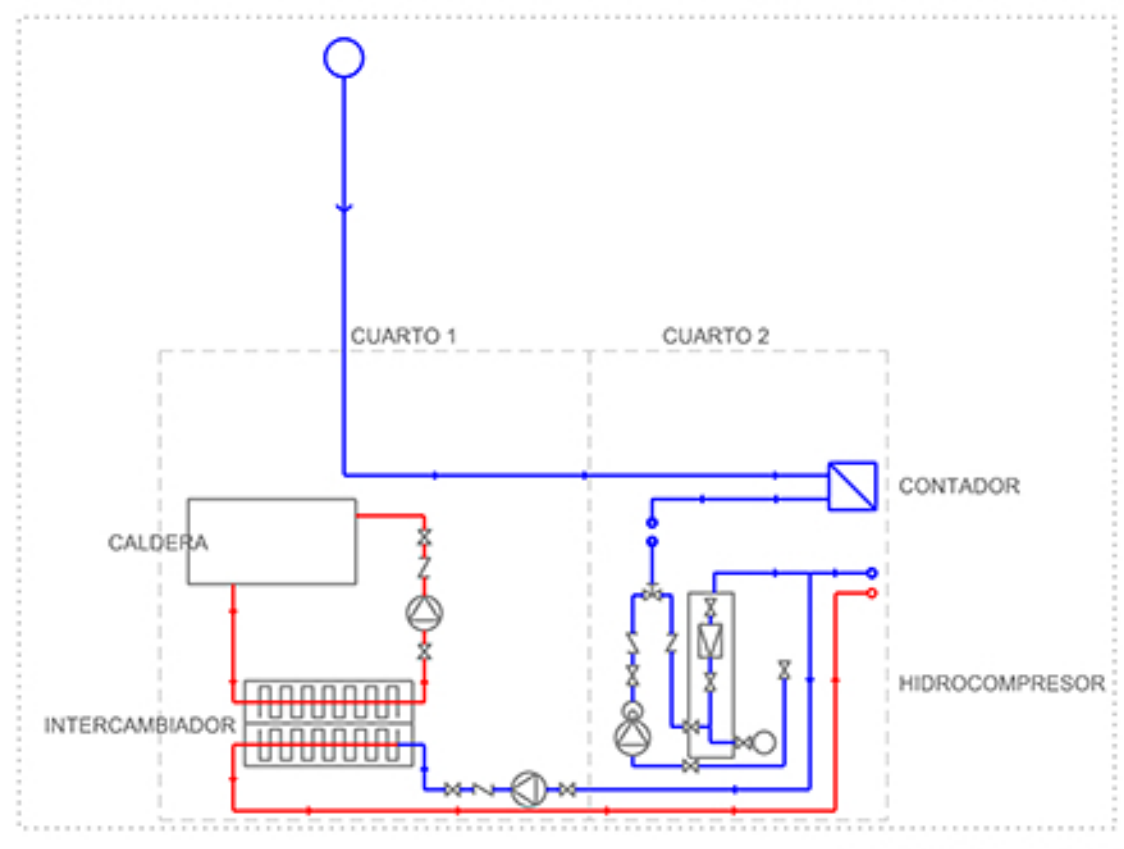 CUARTO 1
CUARTO 2
CONTADOR
CALDERA
HIDROCOMPRESOR
INTERCAMBIADOR